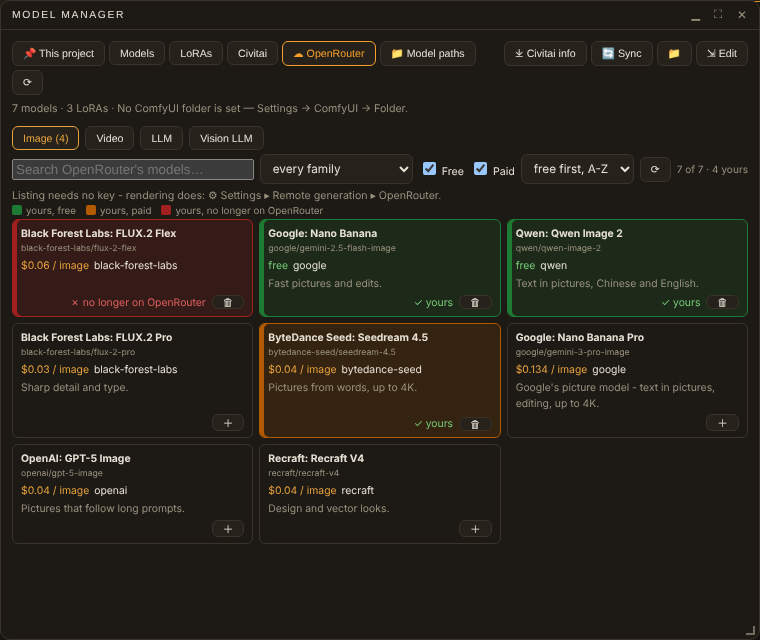 MODEL MANAGER
📌 This project
Models
LoRAs
Civitai
☁ OpenRouter
📁 Model paths
Civitai info
🔄 Sync
📁
Edit
⟳
7 models · 3 LoRAs · No ComfyUI folder is set — Settings → ComfyUI → Folder.
Image (4)
Video
LLM
Vision LLM
Search OpenRouter's models…
every family
Free
Paid
free first, A-Z
⟳
7 of 7 · 4 yours
Listing needs no key - rendering does: ⚙ Settings ▸ Remote generation ▸ OpenRouter.
yours, free
yours, paid
yours, no longer on OpenRouter
Black Forest Labs: FLUX.2 Flex
black-forest-labs/flux-2-flex
$0.06 / image black-forest-labs
× no longer on OpenRouter
Google: Nano Banana
google/gemini-2.5-flash-image
free google
Fast pictures and edits.
✓ yours
Qwen: Qwen Image 2
qwen/qwen-image-2
free qwen
Text in pictures, Chinese and English.
✓ yours
Black Forest Labs: FLUX.2 Pro
black-forest-labs/flux-2-pro
$0.03 / image black-forest-labs
Sharp detail and type.
+
ByteDance Seed: Seedream 4.5
bytedance-seed/seedream-4.5
$0.04 / image bytedance-seed
Pictures from words, up to 4K.
✓ yours
Google: Nano Banana Pro
google/gemini-3-pro-image
$0.134 / image google
Google's picture model - text in pictures,
editing, up to 4K.
+
OpenAI: GPT-5 Image
openai/gpt-5-image
$0.04 / image openai
Pictures that follow long prompts.
+
Recraft: Recraft V4
recraft/recraft-v4
$0.04 / image recraft
Design and vector looks.
+